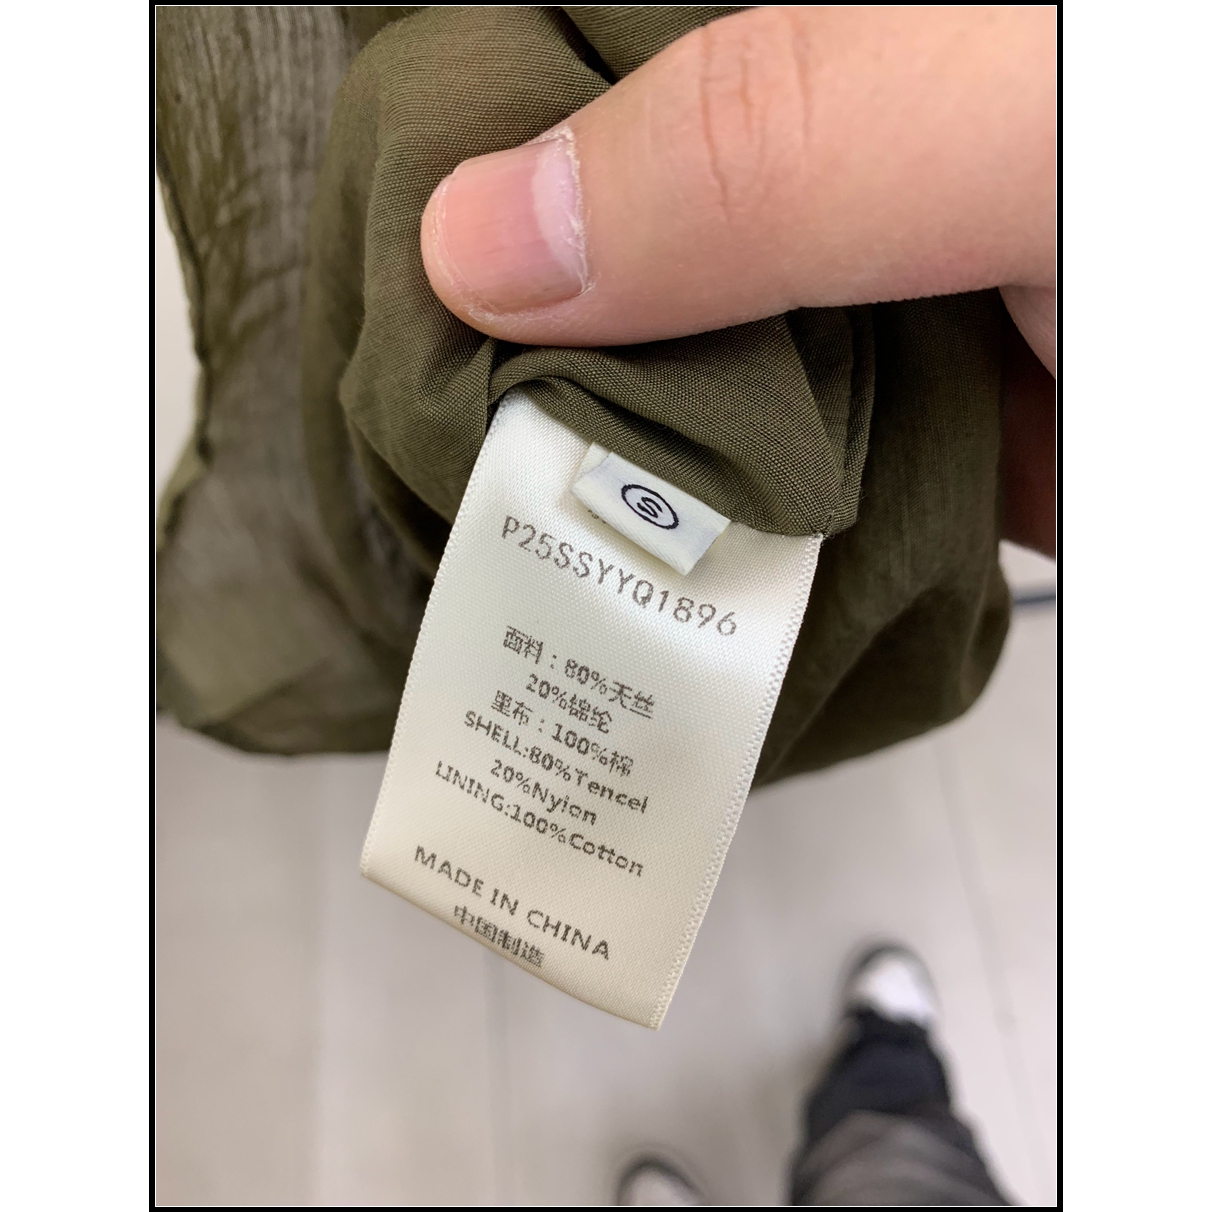 S
P25SSYYQ1896
面料：80%天丝
20%锦纶
里布：100%棉
SHELL:80%Tencel
20%Nylon
LINING:100%Cotton
MADE IN CHINA
中国制造